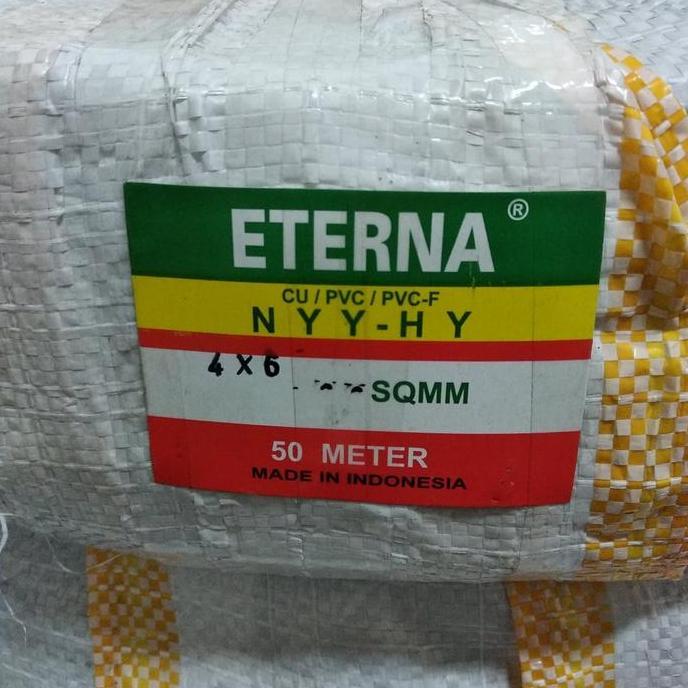 ETERNA ®
CU / PVC / PVC-F
NYY-HY
4 x 6
SQMM
50 METER
MADE IN INDONESIA